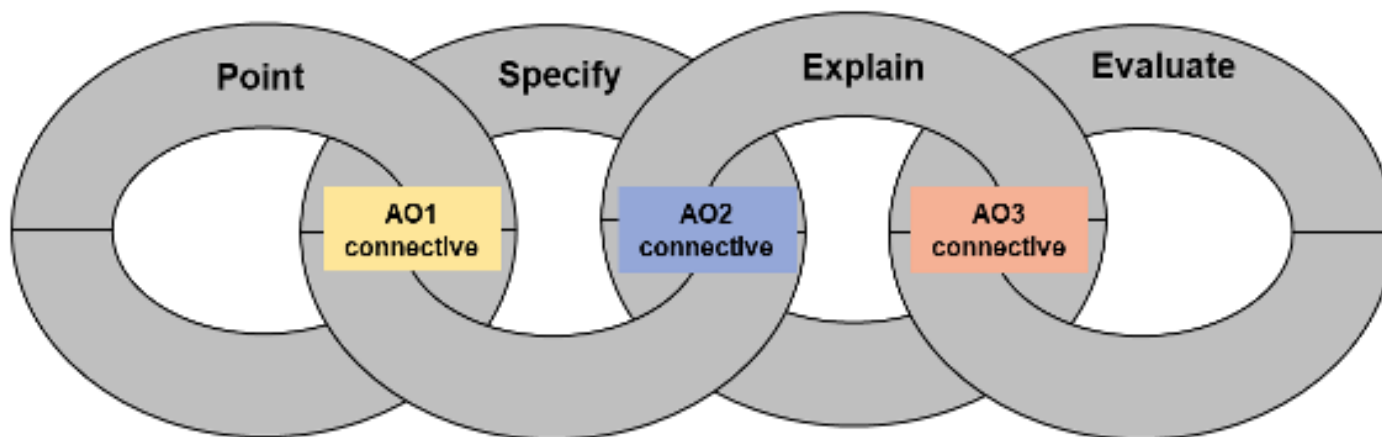 Point
Specify
Explain
Evaluate
AO1
connective
AO2
connective
AO3
connective